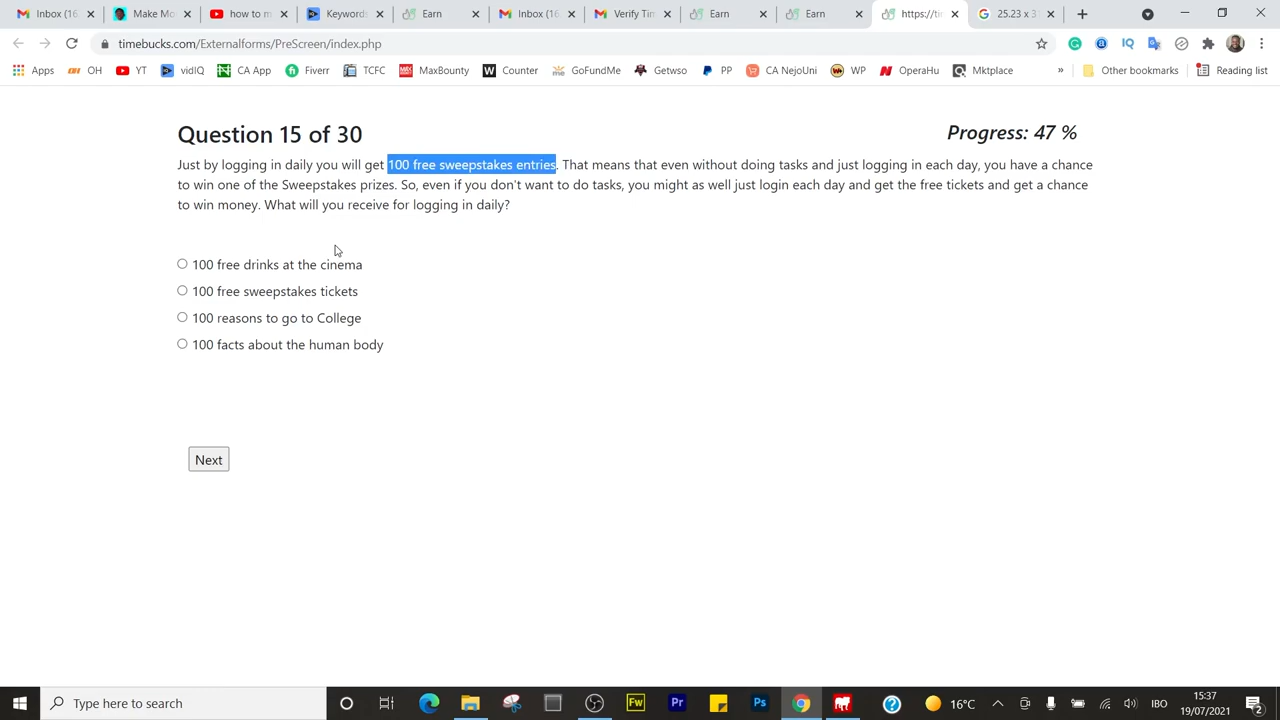 Inbox (16.
Make Mo
how to m
Keywords
Earn
Inbox (16.
Verify Ti
Earn
Earn
https://tir
25.23 x 3
timebucks.com/Externalforms/PreScreen/index.php
Apps
OH
YT
vidIQ
CA App
Fiverr
TCFC
MaxBounty
Counter
GoFundMe
Getwso
PP
CA NejoUni
WP
OperaHu
Mktplace
»
Other bookmarks
Reading list
Question 15 of 30
Progress: 47 %
Just by logging in daily you will get 100 free sweepstakes entries. That means that even without doing tasks and just logging in each day, you have a chance
to win one of the Sweepstakes prizes. So, even if you don't want to do tasks, you might as well just login each day and get the free tickets and get a chance
to win money. What will you receive for logging in daily?
100 free drinks at the cinema
100 free sweepstakes tickets
100 reasons to go to College
100 facts about the human body
Next
Type here to search
16°C
IBO
15:37
19/07/2021
2